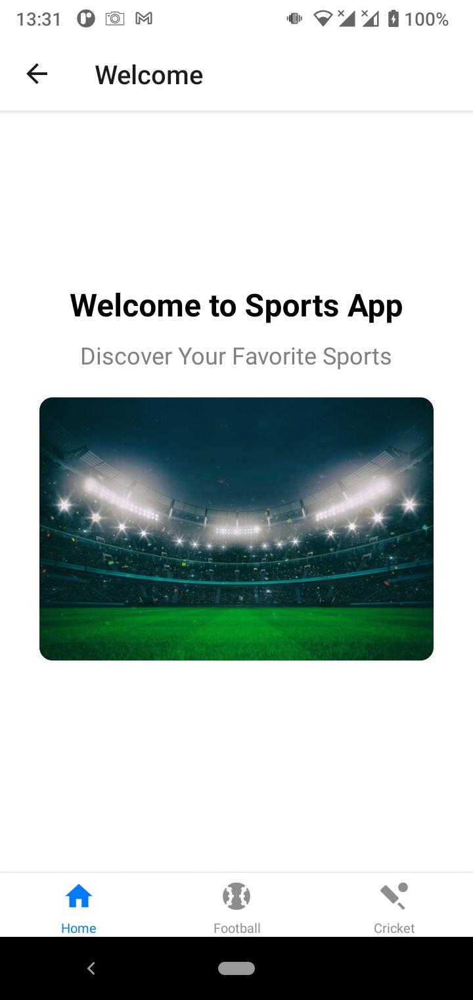 13:31
100%
Welcome
Welcome to Sports App
Discover Your Favorite Sports
Home
Football
Cricket